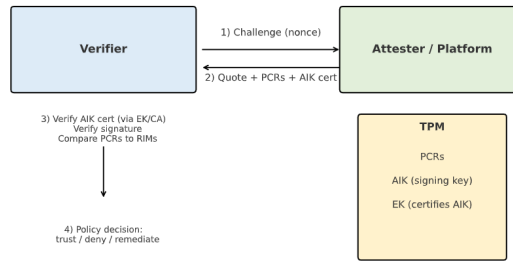 Verifier
1) Challenge (nonce)
Attester / Platform
2) Quote + PCRs + AIK cert
3) Verify AIK cert (via EK/CA)
Verify signature
Compare PCRs to RIMs
4) Policy decision:
trust / deny / remediate
TPM
PCRs
AIK (signing key)
EK (certifies AIK)